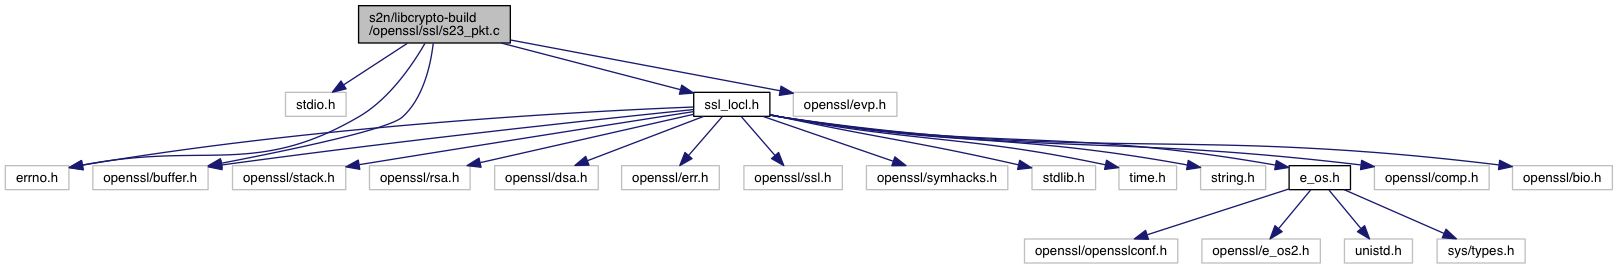 s2n/libcrypto-build
/openssl/ssl/s23_pkt.c
stdio.h
ssl_locl.h
openssl/evp.h
errno.h
openssl/buffer.h
openssl/stack.h
openssl/rsa.h
openssl/dsa.h
openssl/err.h
openssl/ssl.h
openssl/symhacks.h
stdlib.h
time.h
string.h
e_os.h
openssl/comp.h
openssl/bio.h
openssl/opensslconf.h
openssl/e_os2.h
unistd.h
sys/types.h